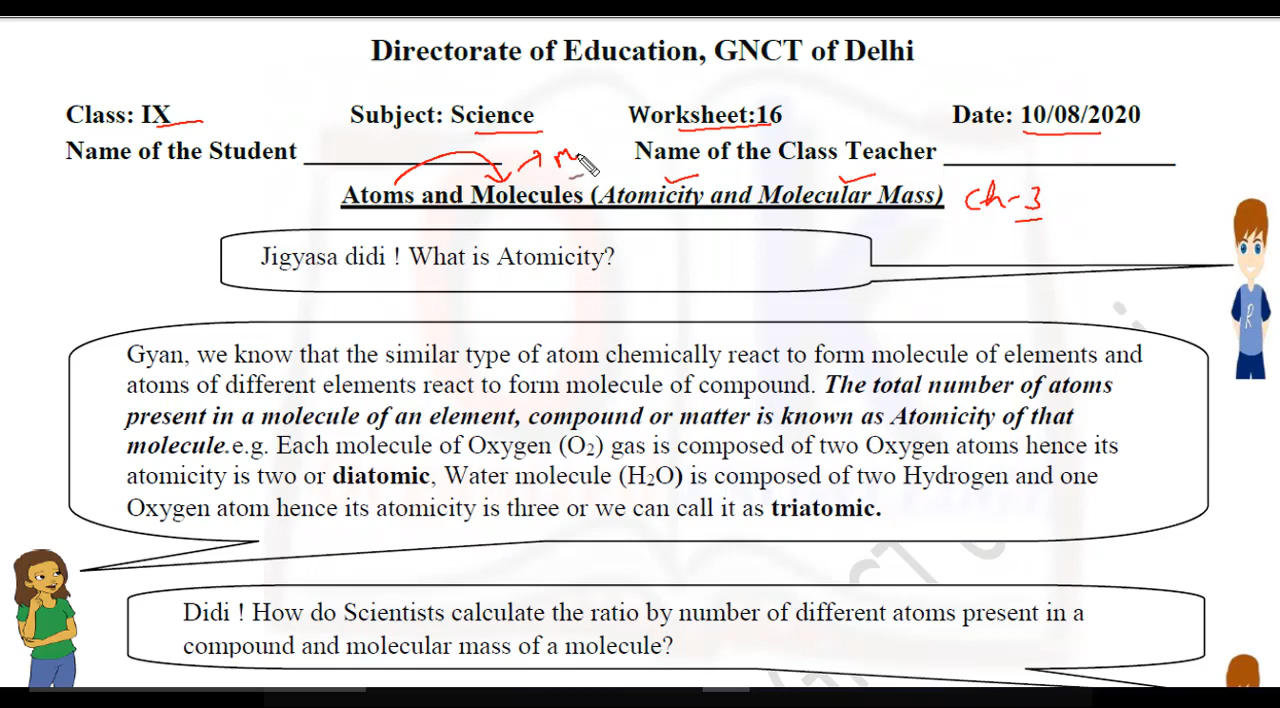 Directorate of Education, GNCT of Delhi
Class: IX Subject: Science Worksheet:16 Date: 10/08/2020
Name of the Student ____________________ Name of the Class Teacher ____________________
Atoms and Molecules (Atomicity and Molecular Mass) Ch-3
Jigyasa didi ! What is Atomicity?
Gyan, we know that the similar type of atom chemically react to form molecule of elements and
atoms of different elements react to form molecule of compound. The total number of atoms
present in a molecule of an element, compound or matter is known as Atomicity of that
molecule.e.g. Each molecule of Oxygen (O₂) gas is composed of two Oxygen atoms hence its
atomicity is two or diatomic, Water molecule (H₂O) is composed of two Hydrogen and one
Oxygen atom hence its atomicity is three or we can call it as triatomic.
Didi ! How do Scientists calculate the ratio by number of different atoms present in a
compound and molecular mass of a molecule?